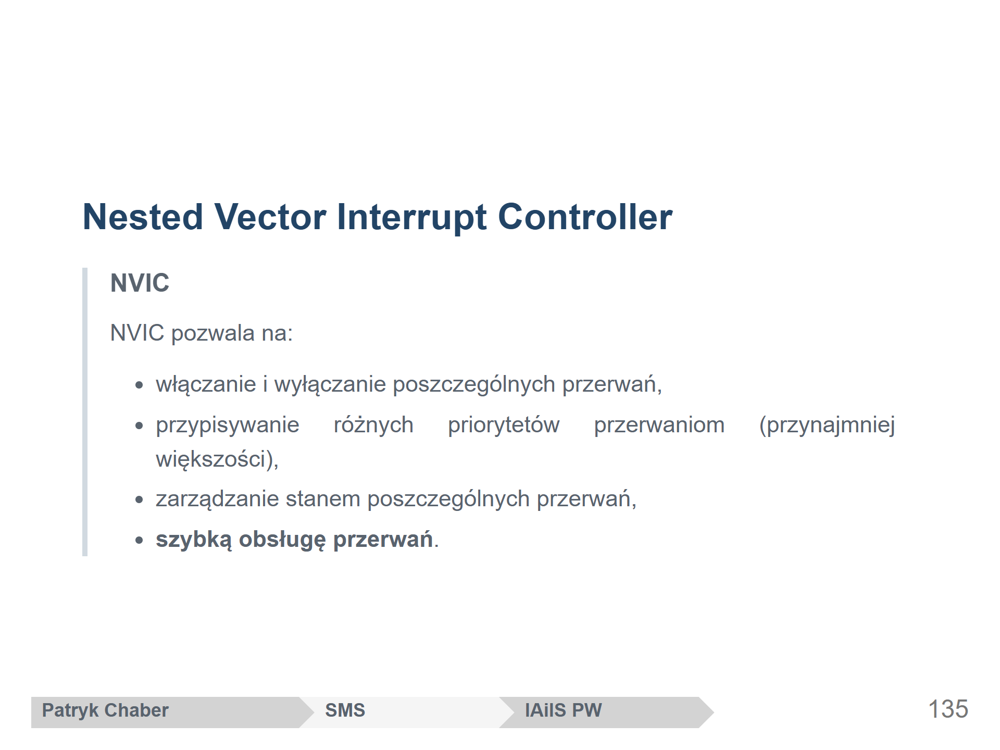 Nested Vector Interrupt Controller
NVIC
NVIC pozwala na:
włączanie i wyłączanie poszczególnych przerwań,
przypisywanie różnych priorytetów przerwaniom (przynajmniej
większości),
zarządzanie stanem poszczególnych przerwań,
szybką obsługę przerwań.
Patryk Chaber
SMS
IAiIS PW
135